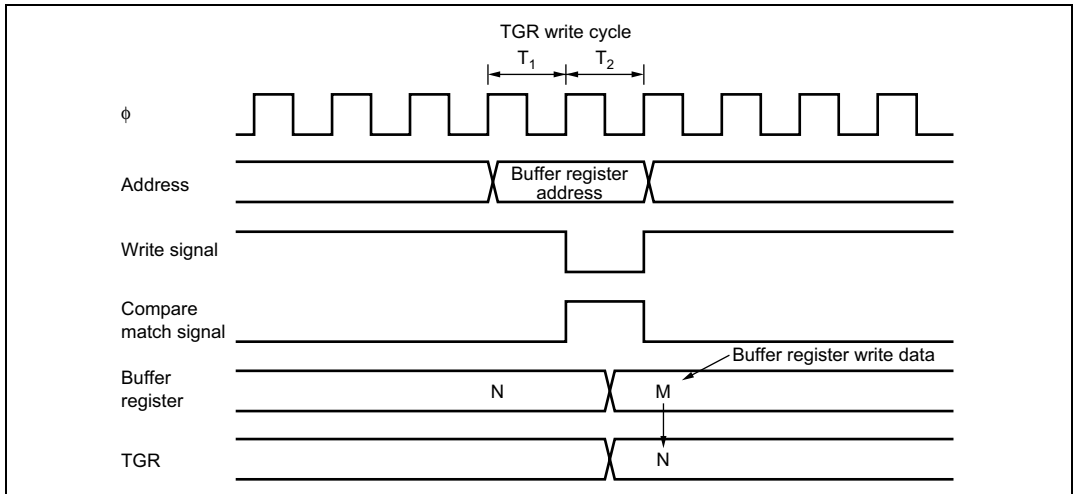 TGR write cycle
T1 T2
ϕ
Address
Buffer register
address
Write signal
Compare
match signal
Buffer register write data
Buffer
register
N
M
TGR
N